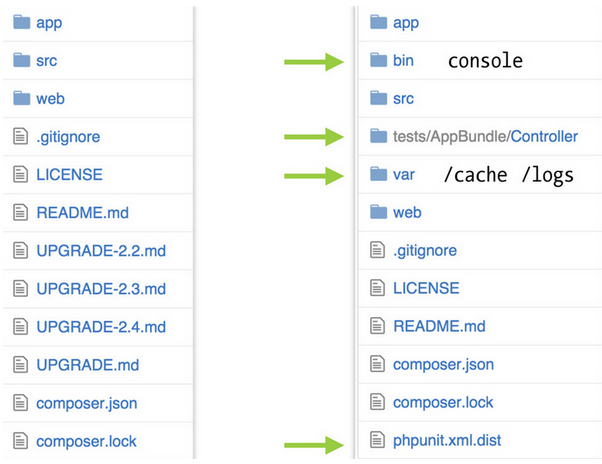 app
src
web
.gitignore
LICENSE
README.md
UPGRADE-2.2.md
UPGRADE-2.3.md
UPGRADE-2.4.md
UPGRADE.md
composer.json
composer.lock
app
bin console
src
tests/AppBundle/Controller
var /cache /logs
web
.gitignore
LICENSE
README.md
composer.json
composer.lock
phpunit.xml.dist